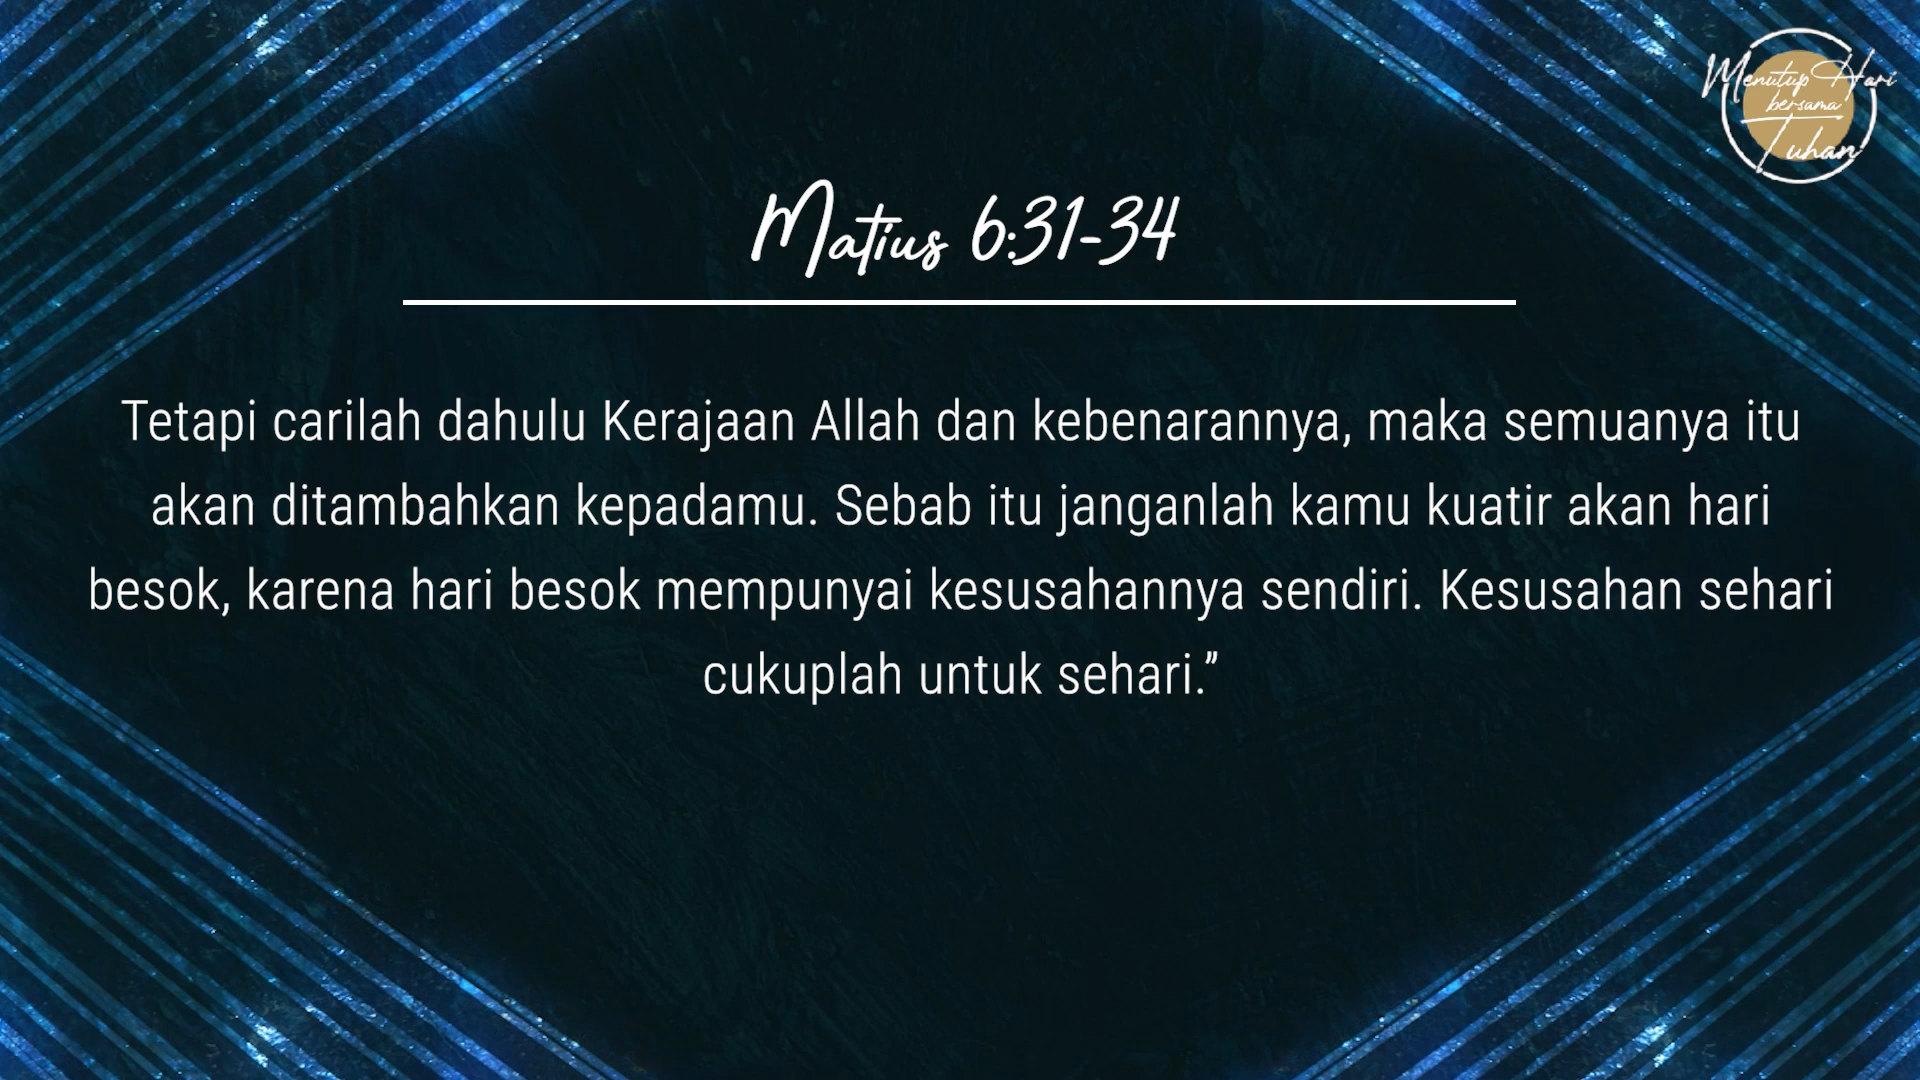 Menutup Hari
bersama
Tuhan
Matius 6:31-34
Tetapi carilah dahulu Kerajaan Allah dan kebenarannya, maka semuanya itu
akan ditambahkan kepadamu. Sebab itu janganlah kamu kuatir akan hari
besok, karena hari besok mempunyai kesusahannya sendiri. Kesusahan sehari
cukuplah untuk sehari.”